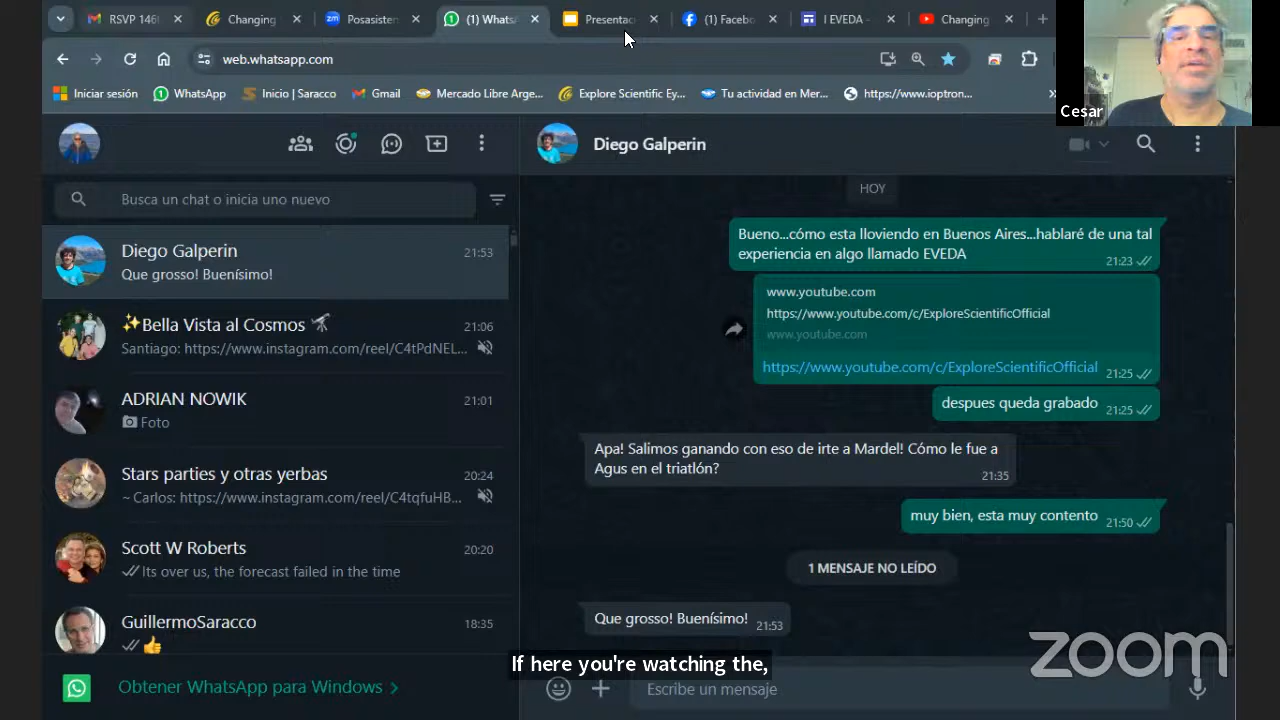 RSVP 146
Changing
Posasisten
(1) Whats
Presentac
(1) Facebo
I EVEDA -
Changing
web.whatsapp.com
Iniciar sesión
WhatsApp
Inicio | Saracco
Gmail
Mercado Libre Arge...
Explore Scientific Ey...
Tu actividad en Mer...
https://www.ioptron...
Cesar
Diego Galperin
Busca un chat o inicia uno nuevo
Diego Galperin
21:53
Que grosso! Buenísimo!
✨Bella Vista al Cosmos 🔭
21:06
Santiago: https://www.instagram.com/reel/C4tPdNEL...
ADRIAN NOWIK
21:01
Foto
Stars parties y otras yerbas
20:24
~ Carlos: https://www.instagram.com/reel/C4tqfuHB...
Scott W Roberts
20:20
Its over us, the forecast failed in the time
GuillermoSaracco
18:35
👍
Obtener WhatsApp para Windows
HOY
Bueno...cómo esta lloviendo en Buenos Aires...hablaré de una tal
experiencia en algo llamado EVEDA
21:23
www.youtube.com
https://www.youtube.com/c/ExploreScientificOfficial
www.youtube.com
https://www.youtube.com/c/ExploreScientificOfficial
21:25
despues queda grabado
21:25
Apa! Salimos ganando con eso de irte a Mardel! Cómo le fue a
Agus en el triatlón?
21:35
muy bien, esta muy contento
21:50
1 MENSAJE NO LEÍDO
Que grosso! Buenísimo!
21:53
If here you're watching the,
Escribe un mensaje
zoom